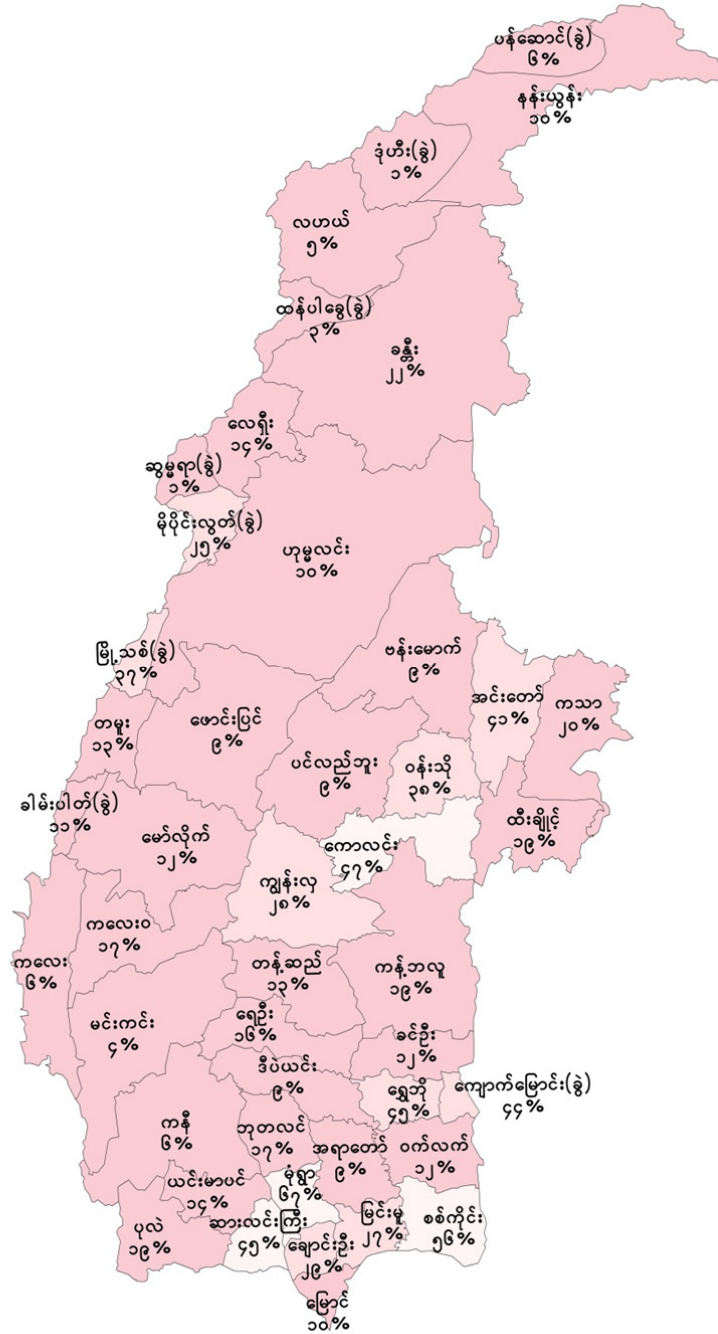 ပန်ဆောင်(ခွဲ)
၆%
နန်းယွန်း
၁၀%
ဒုံဟီး(ခွဲ)
၁%
လဟယ်
၅%
ထန်ပါခွေ(ခွဲ)
၃%
ခန္တီး
၂၂%
လေရှီး
၁၄%
ဆွမ္မရာ(ခွဲ)
၁%
မိုပိုင်းလွတ်(ခွဲ)
၂၅%
ဟုမ္မလင်း
၁၀%
မြို့သစ်(ခွဲ)
၃၇%
ဗန်းမောက်
၉%
အင်းတော်
၄၁%
ကသာ
၂၀%
တမူး
၁၃%
ဖောင်းပြင်
၉%
ပင်လည်ဘူး
၉%
ဝန်းသို
၃၈%
ခါမ်းပါတ်(ခွဲ)
၁၁%
မော်လိုက်
၁၂%
ကောလင်း
၄၇%
ထီးချိုင့်
၁၉%
ကျွန်းလှ
၂၈%
ကလေးဝ
၁၇%
ကလေး
၆%
တန့်ဆည်
၁၃%
ကန့်ဘလူ
၁၉%
မင်းကင်း
၄%
ရေဦး
၁၆%
ခင်ဦး
၁၂%
ဒီပဲယင်း
၉%
ရွှေဘို
၄၅%
ကျောက်မြောင်း(ခွဲ)
၄၄%
ကနီ
၆%
ဘုတလင်
၁၇%
အရာတော်
၉%
ဝက်လက်
၁၂%
ယင်းမာပင်
၁၄%
မုံရွာ
၆၇%
ပုလဲ
၁၉%
ဆားလင်းကြီး
၄၅%
ချောင်းဦး
၂၉%
မြင်းမူ
၂၇%
စစ်ကိုင်း
၅၆%
မြောင်
၁၀%